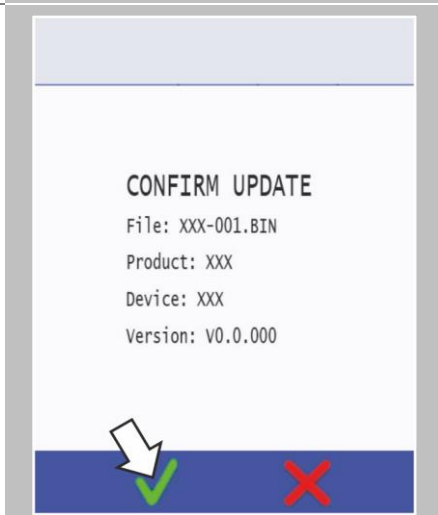 CONFIRM UPDATE
File: XXX-001.BIN
Product: XXX
Device: XXX
Version: V0.0.000